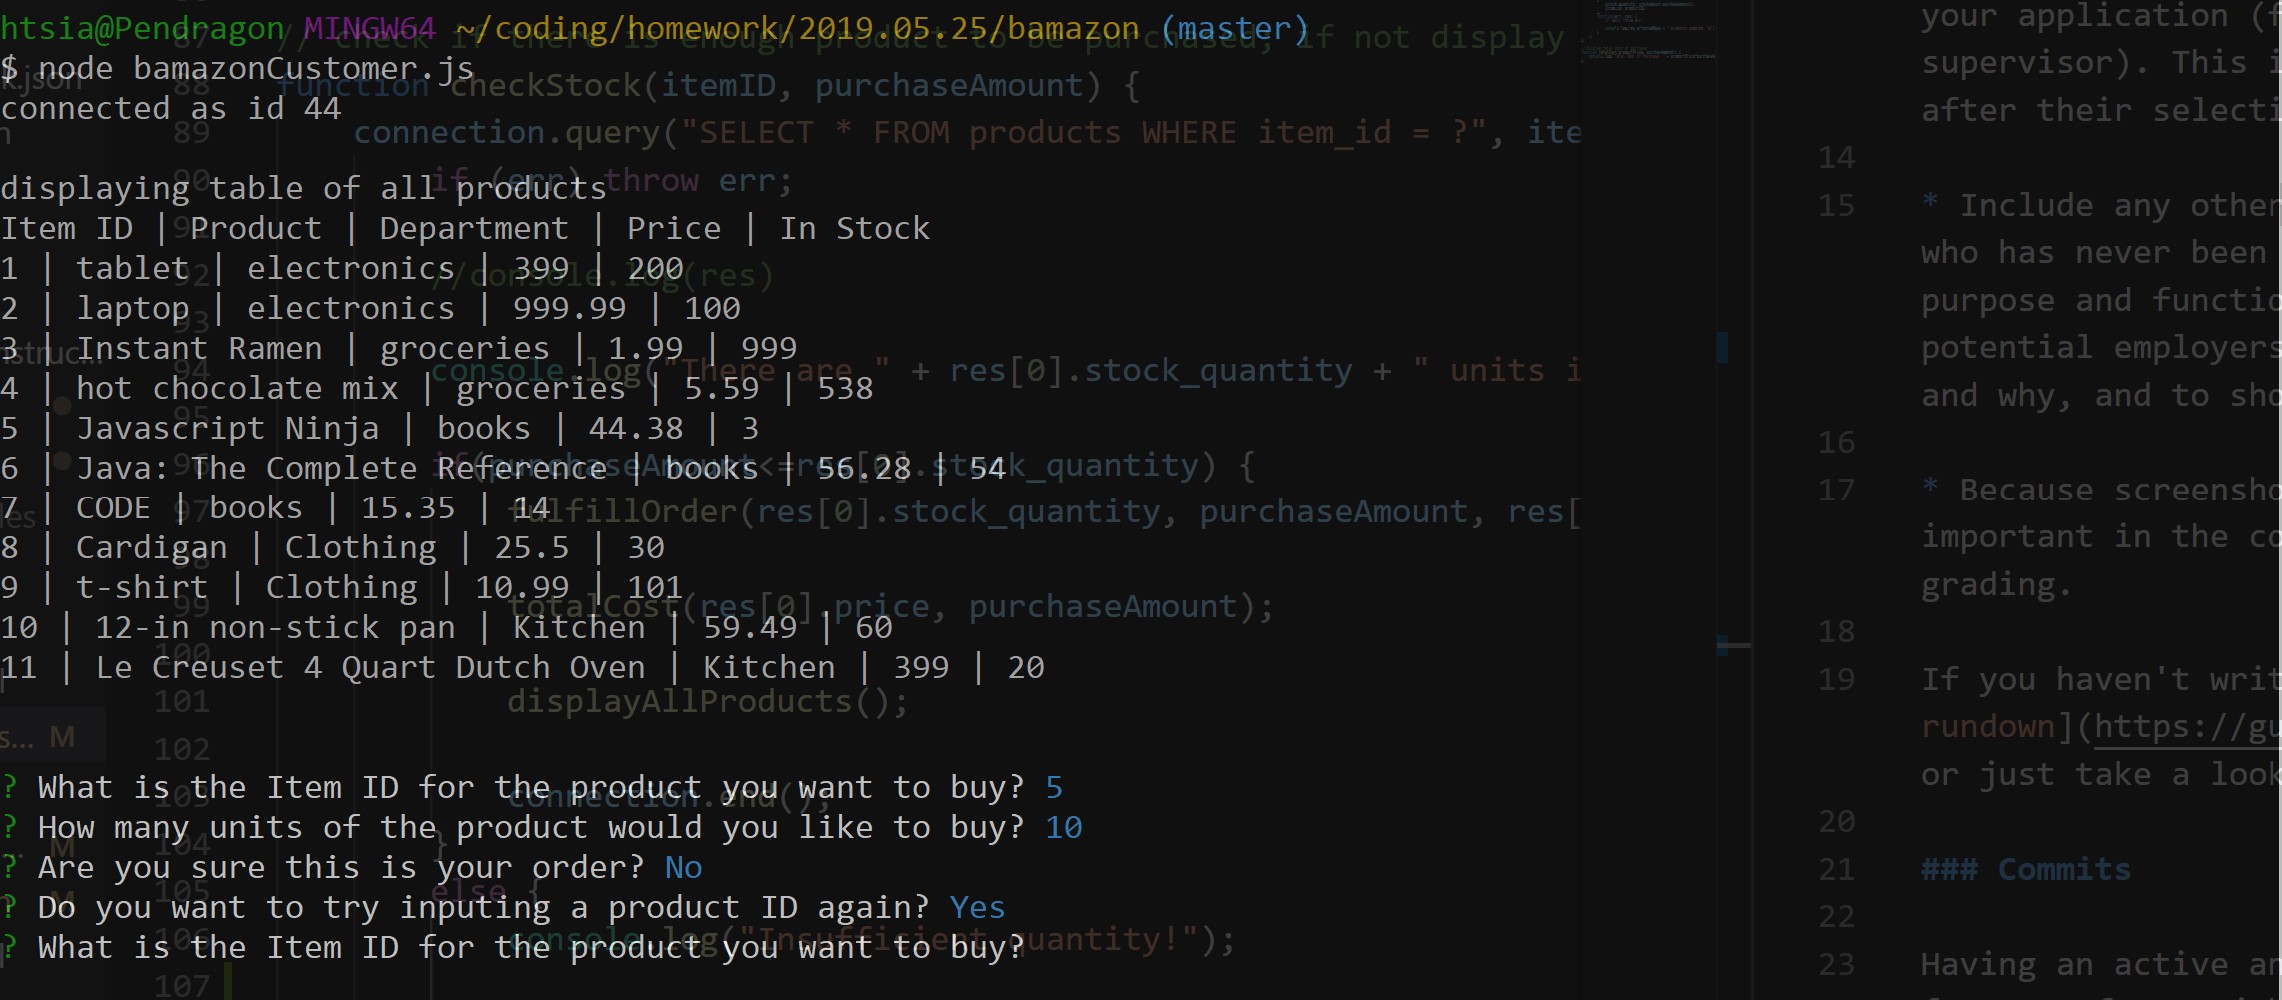 htsia@Pendragon MINGW64 ~/coding/homework/2019.05.25/bamazon (master)
$ node bamazonCustomer.js
connected as id 44
displaying table of all products
Item ID | Product | Department | Price | In Stock
1 | tablet | electronics | 399 | 200
2 | laptop | electronics | 999.99 | 100
3 | Instant Ramen | groceries | 1.99 | 999
4 | hot chocolate mix | groceries | 5.59 | 538
5 | Javascript Ninja | books | 44.38 | 3
6 | Java: The Complete Reference | books | 56.28 | 54
7 | CODE | books | 15.35 | 14
8 | Cardigan | Clothing | 25.5 | 30
9 | t-shirt | Clothing | 10.99 | 101
10 | 12-in non-stick pan | Kitchen | 59.49 | 60
11 | Le Creuset 4 Quart Dutch Oven | Kitchen | 399 | 20
? What is the Item ID for the product you want to buy? 5
? How many units of the product would you like to buy? 10
? Are you sure this is your order? No
? Do you want to try inputing a product ID again? Yes
? What is the Item ID for the product you want to buy?
87 // check if there is enough product to be purchased, if not display
88 function checkStock(itemID, purchaseAmount) {
89 connection.query("SELECT * FROM products WHERE item_id = ?", ite
90 if (err) throw err;
91
92 //console.log(res)
93
94 console.log("There are " + res[0].stock_quantity + " units i
95
96 if(purchaseAmount<=res[0].stock_quantity) {
97 fulfillOrder(res[0].stock_quantity, purchaseAmount, res[
98
99 totalCost(res[0].price, purchaseAmount);
100
101 displayAllProducts();
102
103 connection.end();
104 }
105 else {
106 console.log("Insufficient quantity!");
107
k.json
nstruc...
les
s... M
M
M
your application (f
supervisor). This i
after their selecti
14
15 * Include any other
who has never been
purpose and functio
potential employers
and why, and to sho
16
17 * Because screensho
important in the co
grading.
18
19 If you haven't writ
rundown](https://gu
or just take a look
20
21 ### Commits
22
23 Having an active an